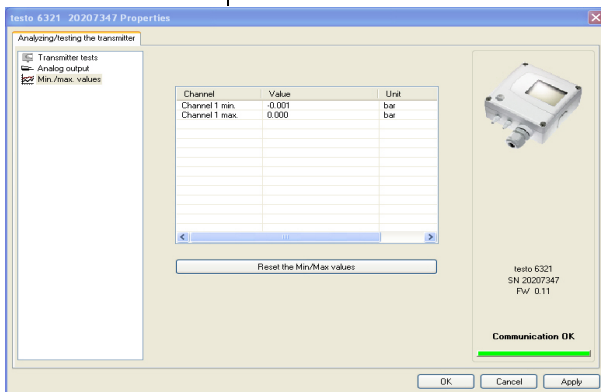 testo 6321 20207347 Properties
Analyzing/testing the transmitter
Transmitter tests
Analog output
Min./max. values
Channel Value Unit
Channel 1 min. -0.001 bar
Channel 1 max. 0.000 bar
Reset the Min/Max values
testo 6321
SN 20207347
FW 0.11
Communication OK
OK Cancel Apply